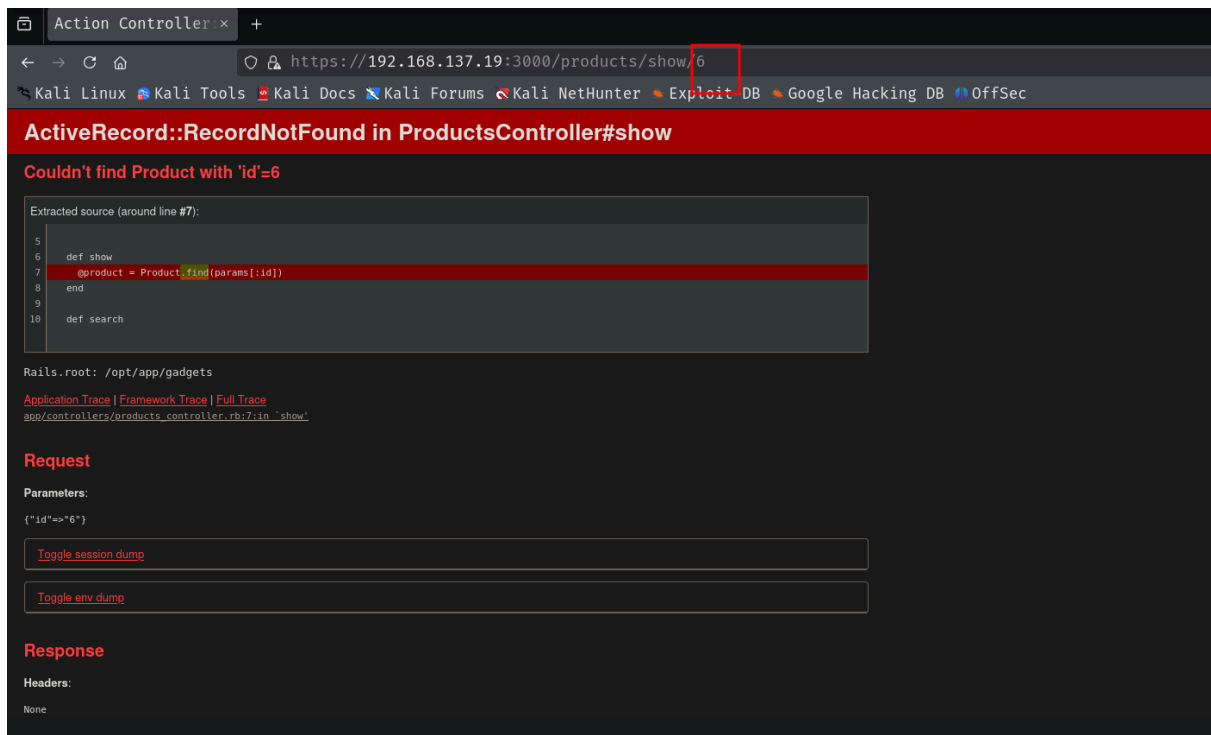 Action Controller: × +
https://192.168.137.19:3000/products/show/6
Kali Linux Kali Tools Kali Docs Kali Forums Kali NetHunter Exploit-DB Google Hacking DB OffSec
ActiveRecord::RecordNotFound in ProductsController#show
Couldn't find Product with 'id'=6
Extracted source (around line #7):
5
6 def show
7 @product = Product.find(params[:id])
8 end
9
10 def search
Rails.root: /opt/app/gadgets
Application Trace | Framework Trace | Full Trace
app/controllers/products_controller.rb:7:in `show'
Request
Parameters:
{"id"=>"6"}
Toggle session dump
Toggle env dump
Response
Headers:
None